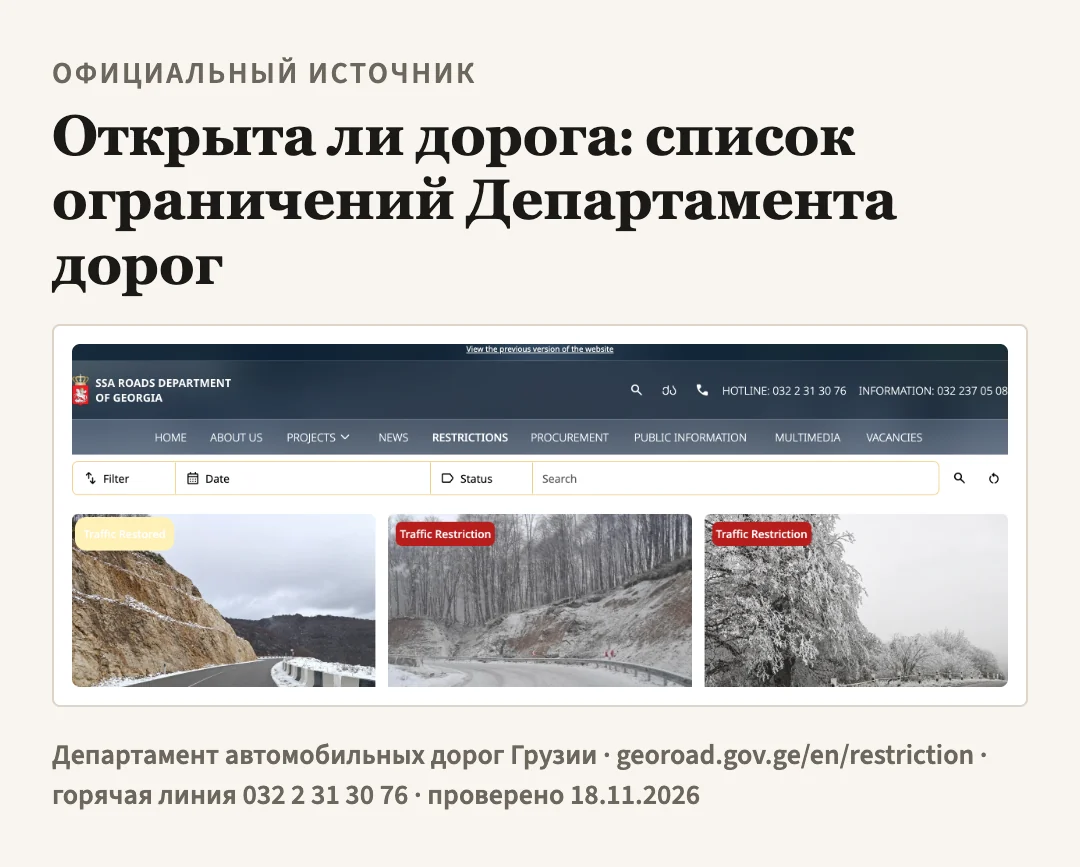 ОФИЦИАЛЬНЫЙ ИСТОЧНИК
Открыта ли дорога: список
ограничений Департамента
дорог
View the previous version of the website
SSA ROADS DEPARTMENT
OF GEORGIA
ქა HOTLINE: 032 2 31 30 76 INFORMATION: 032 237 05 08
HOME ABOUT US PROJECTS NEWS RESTRICTIONS PROCUREMENT PUBLIC INFORMATION MULTIMEDIA VACANCIES
Filter Date Status Search
Traffic Restored Traffic Restriction Traffic Restriction
Департамент автомобильных дорог Грузии · georoad.gov.ge/en/restriction ·
горячая линия 032 2 31 30 76 · проверено 18.11.2026